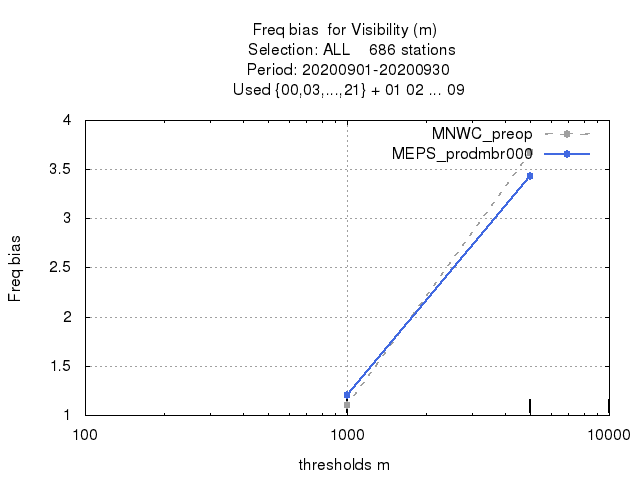 Freq bias  for Visibility (m)
Selection: ALL    686 stations
Period: 20200901-20200930
Used {00,03,...,21} + 01 02 ... 09
MNWC_preop
MEPS_prodmbr000
Freq bias
4
3.5
3
2.5
2
1.5
1
100
1000
10000
thresholds m